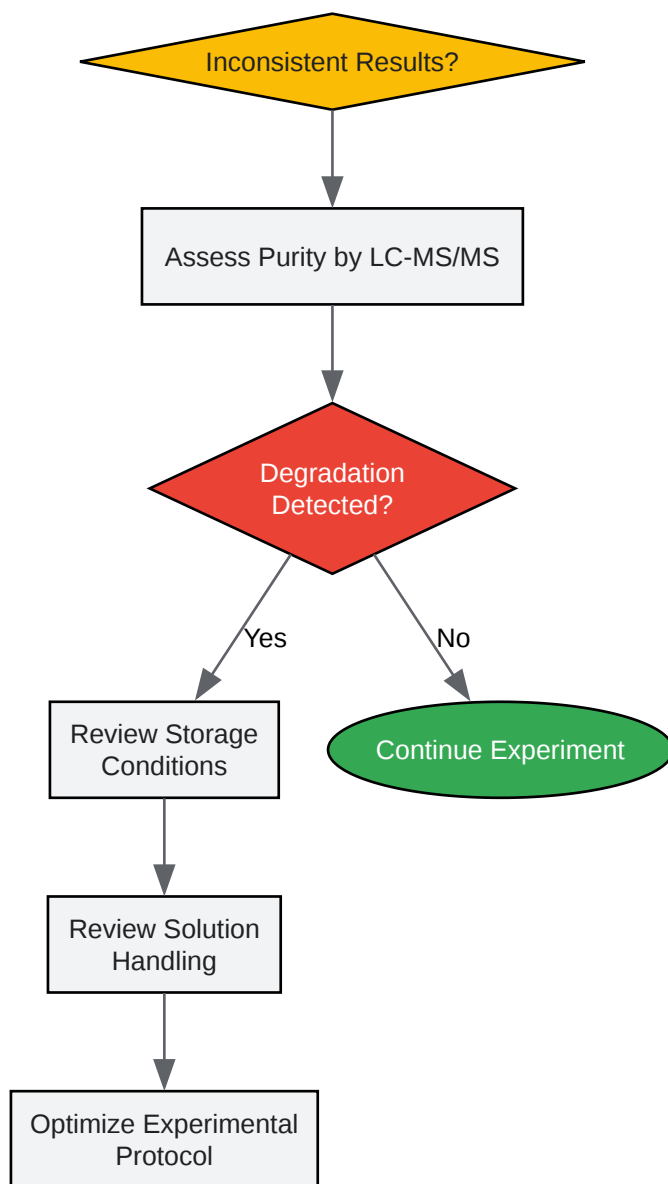 Inconsistent Results?
Assess Purity by LC-MS/MS
Degradation
Detected?
Yes
No
Review Storage
Conditions
Continue Experiment
Review Solution
Handling
Optimize Experimental
Protocol